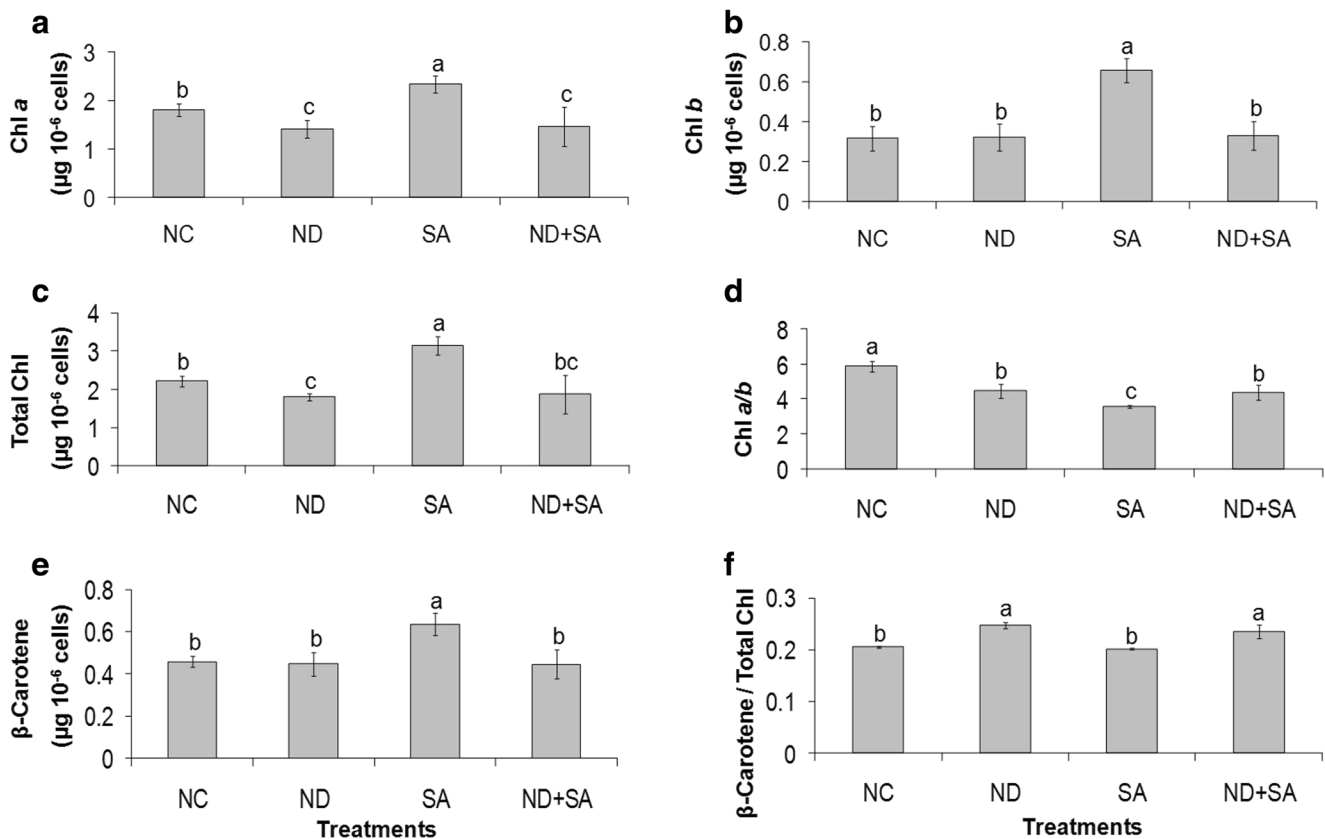 a
Chl a
(µg 10⁻⁶ cells)
3
2
1
0
b
c
a
c
NC ND SA ND+SA
b
Chl b
(µg 10⁻⁶ cells)
0.8
0.6
0.4
0.2
0
b
b
a
b
NC ND SA ND+SA
c
Total Chl
(µg 10⁻⁶ cells)
4
3
2
1
0
b
c
a
bc
NC ND SA ND+SA
d
Chl a/b
8
6
4
2
0
a
b
c
b
NC ND SA ND+SA
e
β-Carotene
(µg 10⁻⁶ cells)
0.8
0.6
0.4
0.2
0
b
b
a
b
NC ND SA ND+SA
Treatments
f
β-Carotene / Total Chl
0.3
0.2
0.1
0
b
a
b
a
NC ND SA ND+SA
Treatments